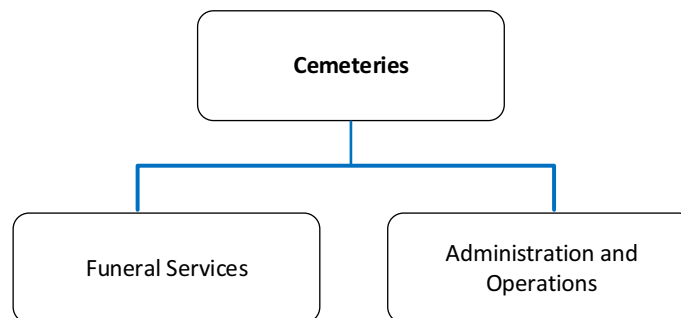 Cemeteries
Funeral Services
Administration and
Operations